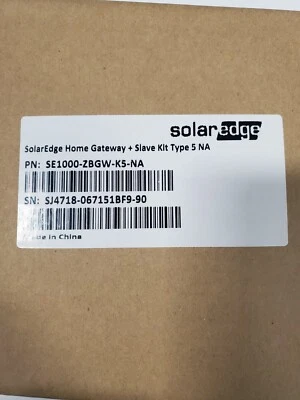 solaredge
SolarEdge Home Gateway + Slave Kit Type 5 NA
PN: SE1000-ZBGW-K5-NA
SN: SJ4718-067151BF9-90
Made in China